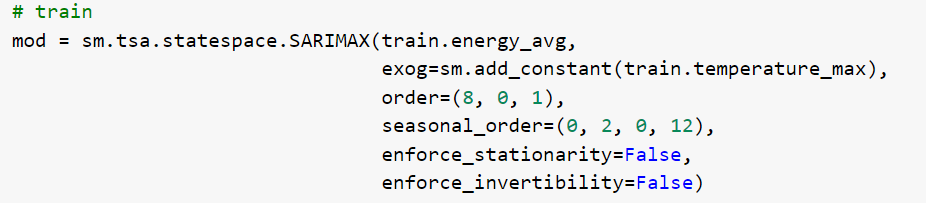 # train
mod = sm.tsa.statespace.SARIMAX(train.energy_avg,
                                exog=sm.add_constant(train.temperature_max),
                                order=(8, 0, 1),
                                seasonal_order=(0, 2, 0, 12),
                                enforce_stationarity=False,
                                enforce_invertibility=False)